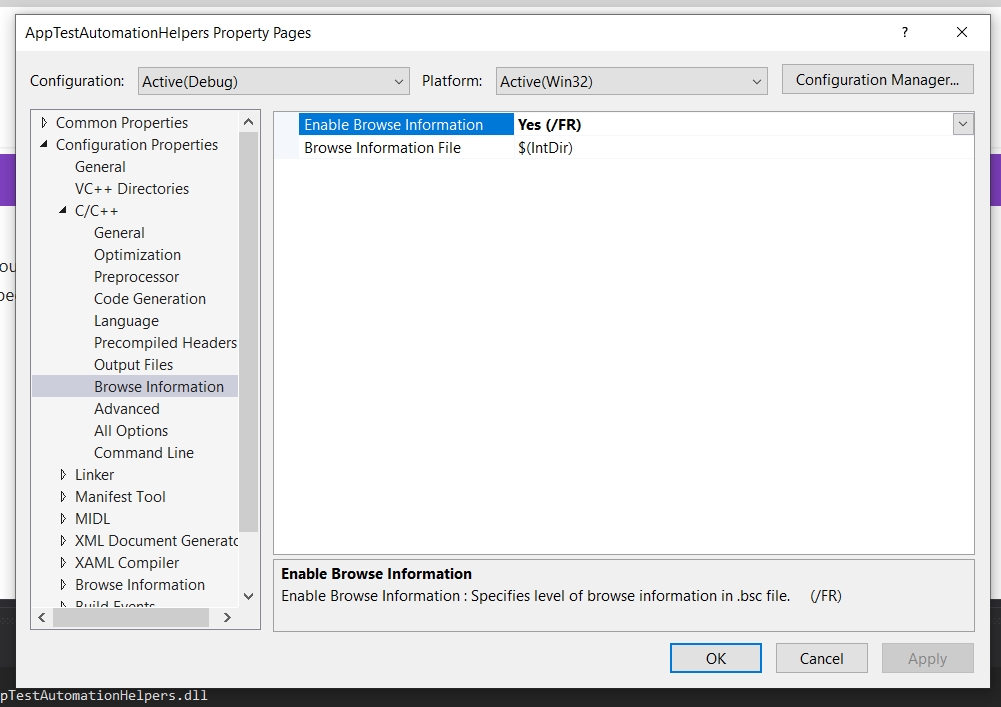 AppTestAutomationHelpers Property Pages
?
Configuration:
Active(Debug)
Platform:
Active(Win32)
Configuration Manager...
Common Properties
Configuration Properties
General
VC++ Directories
C/C++
General
Optimization
Preprocessor
Code Generation
Language
Precompiled Headers
Output Files
Browse Information
Advanced
All Options
Command Line
Linker
Manifest Tool
MIDL
XML Document Generato
XAML Compiler
Browse Information
Build Events
Enable Browse Information Yes (/FR)
Browse Information File $(IntDir)
Enable Browse Information
Enable Browse Information : Specifies level of browse information in .bsc file. (/FR)
OK
Cancel
Apply
ou
pe
pTestAutomationHelpers.dll